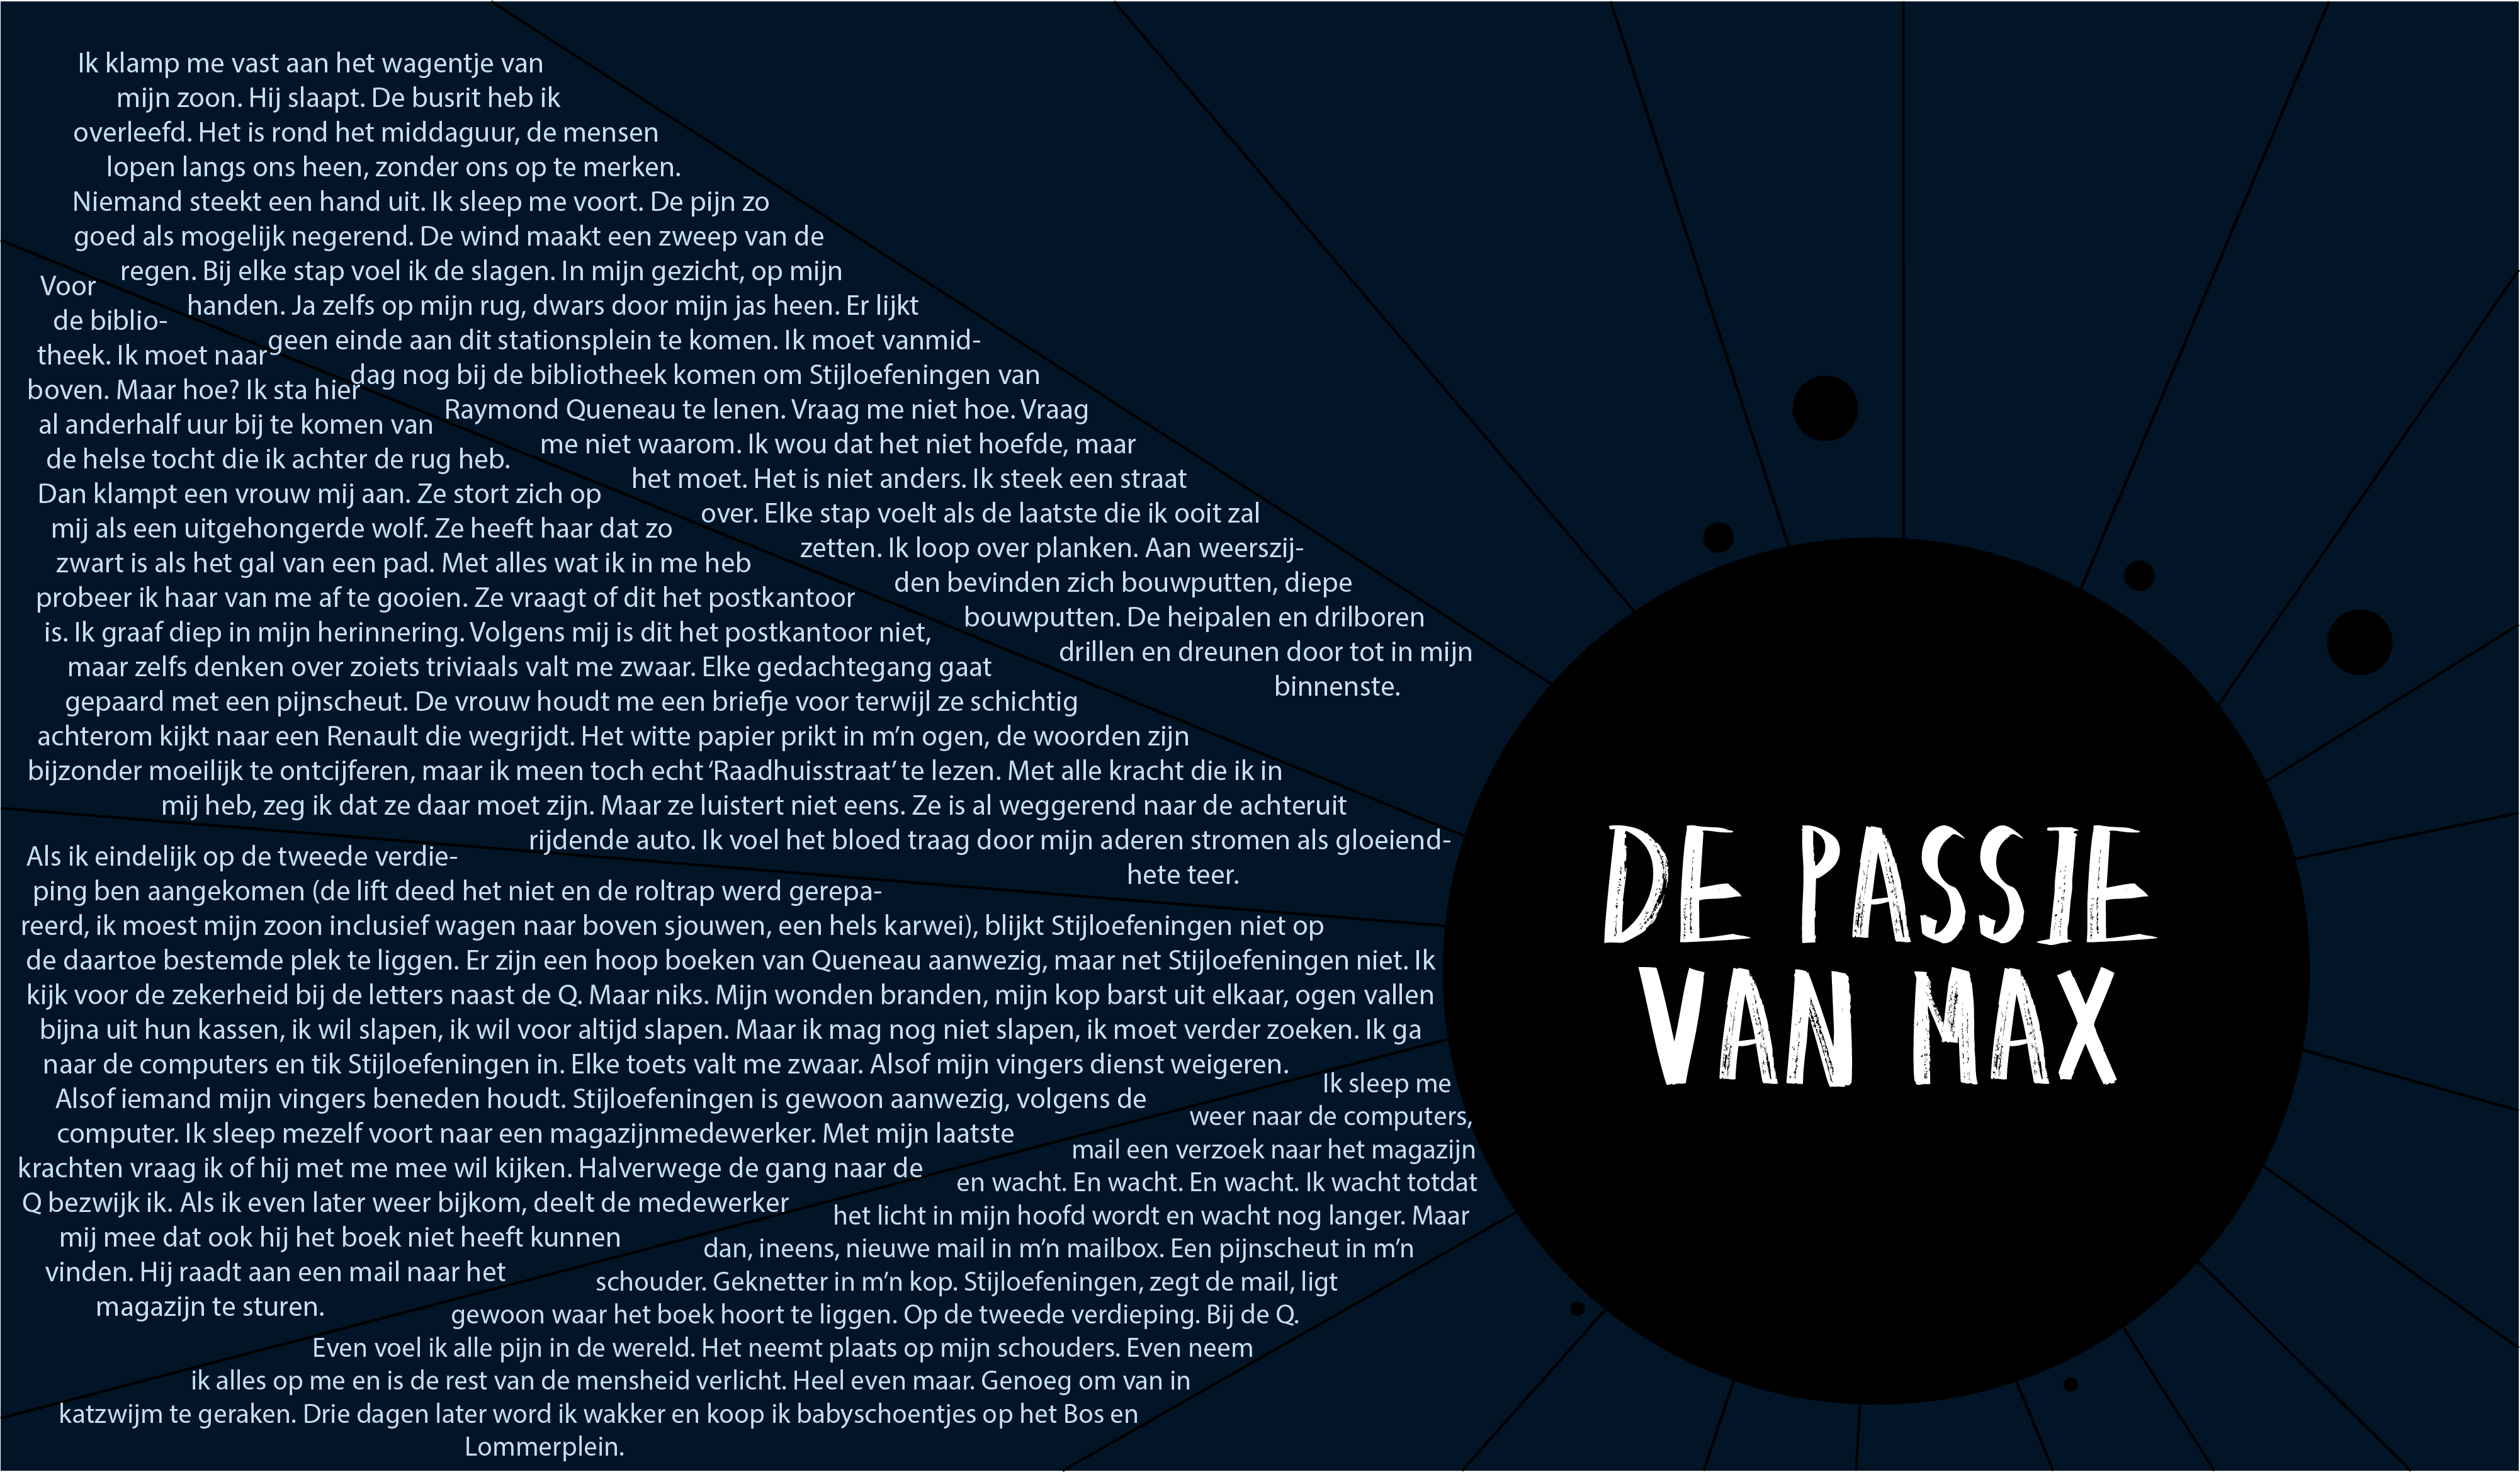 Ik klamp me vast aan het wagentje van
mijn zoon. Hij slaapt. De busrit heb ik
overleefd. Het is rond het middaguur, de mensen
lopen langs ons heen, zonder ons op te merken.
Niemand steekt een hand uit. Ik sleep me voort. De pijn zo
goed als mogelijk negerend. De wind maakt een zweep van de
regen. Bij elke stap voel ik de slagen. In mijn gezicht, op mijn
handen. Ja zelfs op mijn rug, dwars door mijn jas heen. Er lijkt
geen einde aan dit stationsplein te komen. Ik moet vanmid-
dag nog bij de bibliotheek komen om Stijloefeningen van
Raymond Queneau te lenen. Vraag me niet hoe. Vraag
me niet waarom. Ik wou dat het niet hoefde, maar
het moet. Het is niet anders. Ik steek een straat
over. Elke stap voelt als de laatste die ik ooit zal
zetten. Ik loop over planken. Aan weerszij-
den bevinden zich bouwputten, diepe
bouwputten. De heipalen en drilboren
drillen en dreunen door tot in mijn
binnenste.
Voor
de biblio-
theek. Ik moet naar
boven. Maar hoe? Ik sta hier
al anderhalf uur bij te komen van
de helse tocht die ik achter de rug heb.
Dan klampt een vrouw mij aan. Ze stort zich op
mij als een uitgehongerde wolf. Ze heeft haar dat zo
zwart is als het gal van een pad. Met alles wat ik in me heb
probeer ik haar van me af te gooien. Ze vraagt of dit het postkantoor
is. Ik graaf diep in mijn herinnering. Volgens mij is dit het postkantoor niet,
maar zelfs denken over zoiets triviaals valt me zwaar. Elke gedachtegang gaat
gepaard met een pijnscheut. De vrouw houdt me een briefje voor terwijl ze schichtig
achterom kijkt naar een Renault die wegrijdt. Het witte papier prikt in m’n ogen, de woorden zijn
bijzonder moeilijk te ontcijferen, maar ik meen toch echt ‘Raadhuisstraat’ te lezen. Met alle kracht die ik in
mij heb, zeg ik dat ze daar moet zijn. Maar ze luistert niet eens. Ze is al weggerend naar de achteruit
rijdende auto. Ik voel het bloed traag door mijn aderen stromen als gloeiend-
hete teer.
Als ik eindelijk op de tweede verdie-
ping ben aangekomen (de lift deed het niet en de roltrap werd gerepa-
reerd, ik moest mijn zoon inclusief wagen naar boven sjouwen, een hels karwei), blijkt Stijloefeningen niet op
de daartoe bestemde plek te liggen. Er zijn een hoop boeken van Queneau aanwezig, maar net Stijloefeningen niet. Ik
kijk voor de zekerheid bij de letters naast de Q. Maar niks. Mijn wonden branden, mijn kop barst uit elkaar, ogen vallen
bijna uit hun kassen, ik wil slapen, ik wil voor altijd slapen. Maar ik mag nog niet slapen, ik moet verder zoeken. Ik ga
naar de computers en tik Stijloefeningen in. Elke toets valt me zwaar. Alsof mijn vingers dienst weigeren.
Alsof iemand mijn vingers beneden houdt. Stijloefeningen is gewoon aanwezig, volgens de
computer. Ik sleep mezelf voort naar een magazijnmedewerker. Met mijn laatste
krachten vraag ik of hij met me mee wil kijken. Halverwege de gang naar de
Q bezwijk ik. Als ik even later weer bijkom, deelt de medewerker
mij mee dat ook hij het boek niet heeft kunnen
vinden. Hij raadt aan een mail naar het
magazijn te sturen.
Ik sleep me
weer naar de computers,
mail een verzoek naar het magazijn
en wacht. En wacht. En wacht. Ik wacht totdat
het licht in mijn hoofd wordt en wacht nog langer. Maar
dan, ineens, nieuwe mail in m’n mailbox. Een pijnscheut in m’n
schouder. Geknetter in m’n kop. Stijloefeningen, zegt de mail, ligt
gewoon waar het boek hoort te liggen. Op de tweede verdieping. Bij de Q.
Even voel ik alle pijn in de wereld. Het neemt plaats op mijn schouders. Even neem
ik alles op me en is de rest van de mensheid verlicht. Heel even maar. Genoeg om van in
katzwijm te geraken. Drie dagen later word ik wakker en koop ik babyschoentjes op het Bos en
Lommerplein.
DE PASSIE
VAN MAX